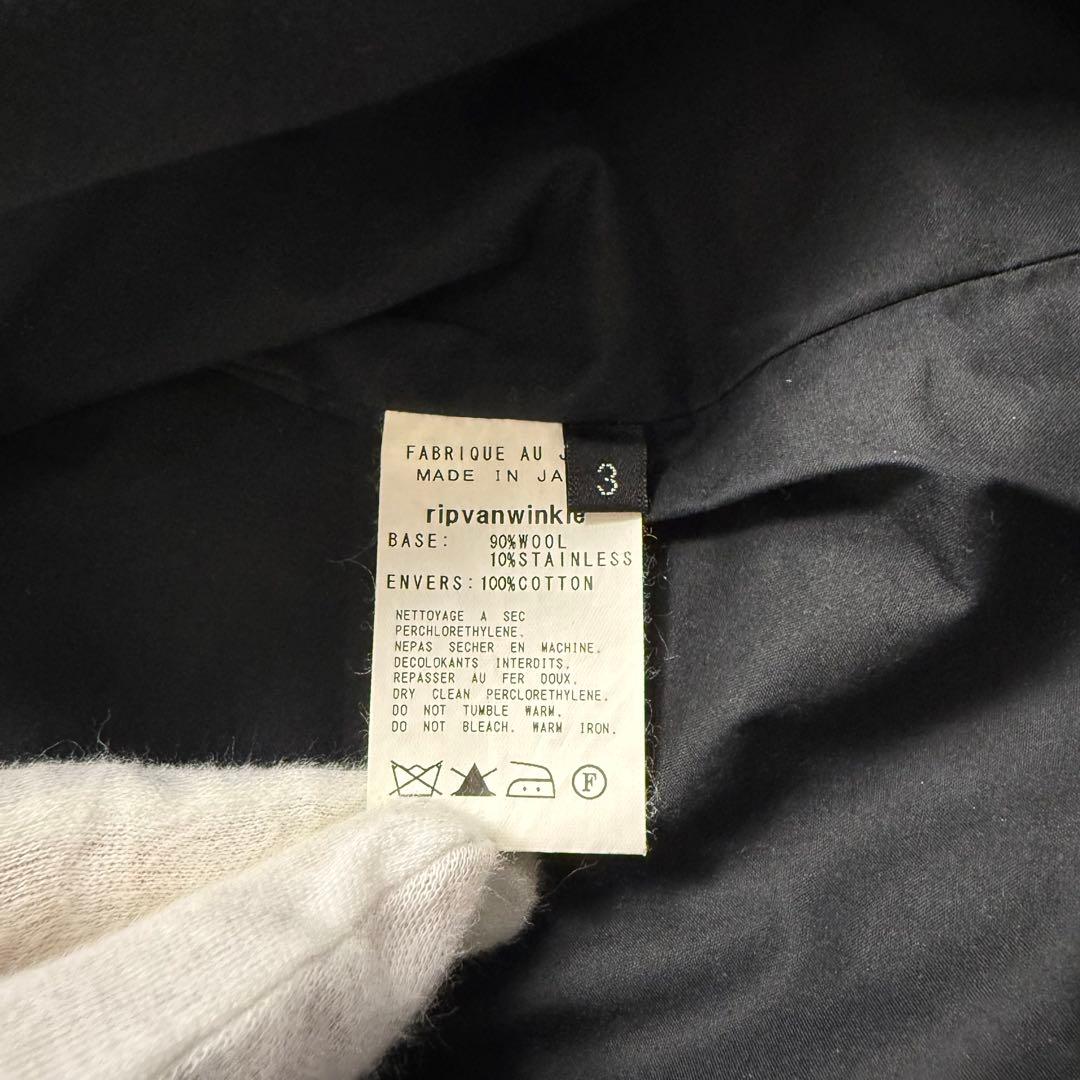 FABRIQUE AU J
MADE IN JA
3
ripvanwinkle
BASE: 90%WOOL
10%STAINLESS
ENVERS: 100%COTTON
NETTOYAGE A SEC
PERCHLORETHYLENE.
NEPAS SECHER EN MACHINE.
DECOLOKANTS INTERDITS.
REPASSER AU FER DOUX.
DRY CLEAN PERCLORETHYLENE.
DO NOT TUMBLE WARM.
DO NOT BLEACH. WARM IRON.
F